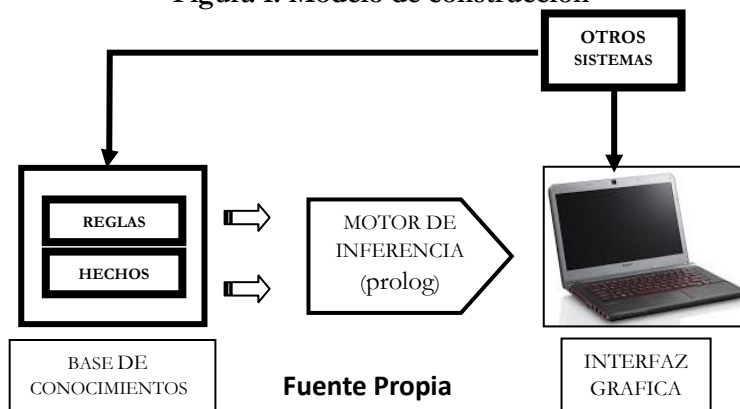 Figura 1. Modelo de construcción
OTROS
SISTEMAS
REGLAS
HECHOS
MOTOR DE
INFERENCIA
(prolog)
BASE DE
CONOCIMIENTOS
Fuente Propia
INTERFAZ
GRAFICA